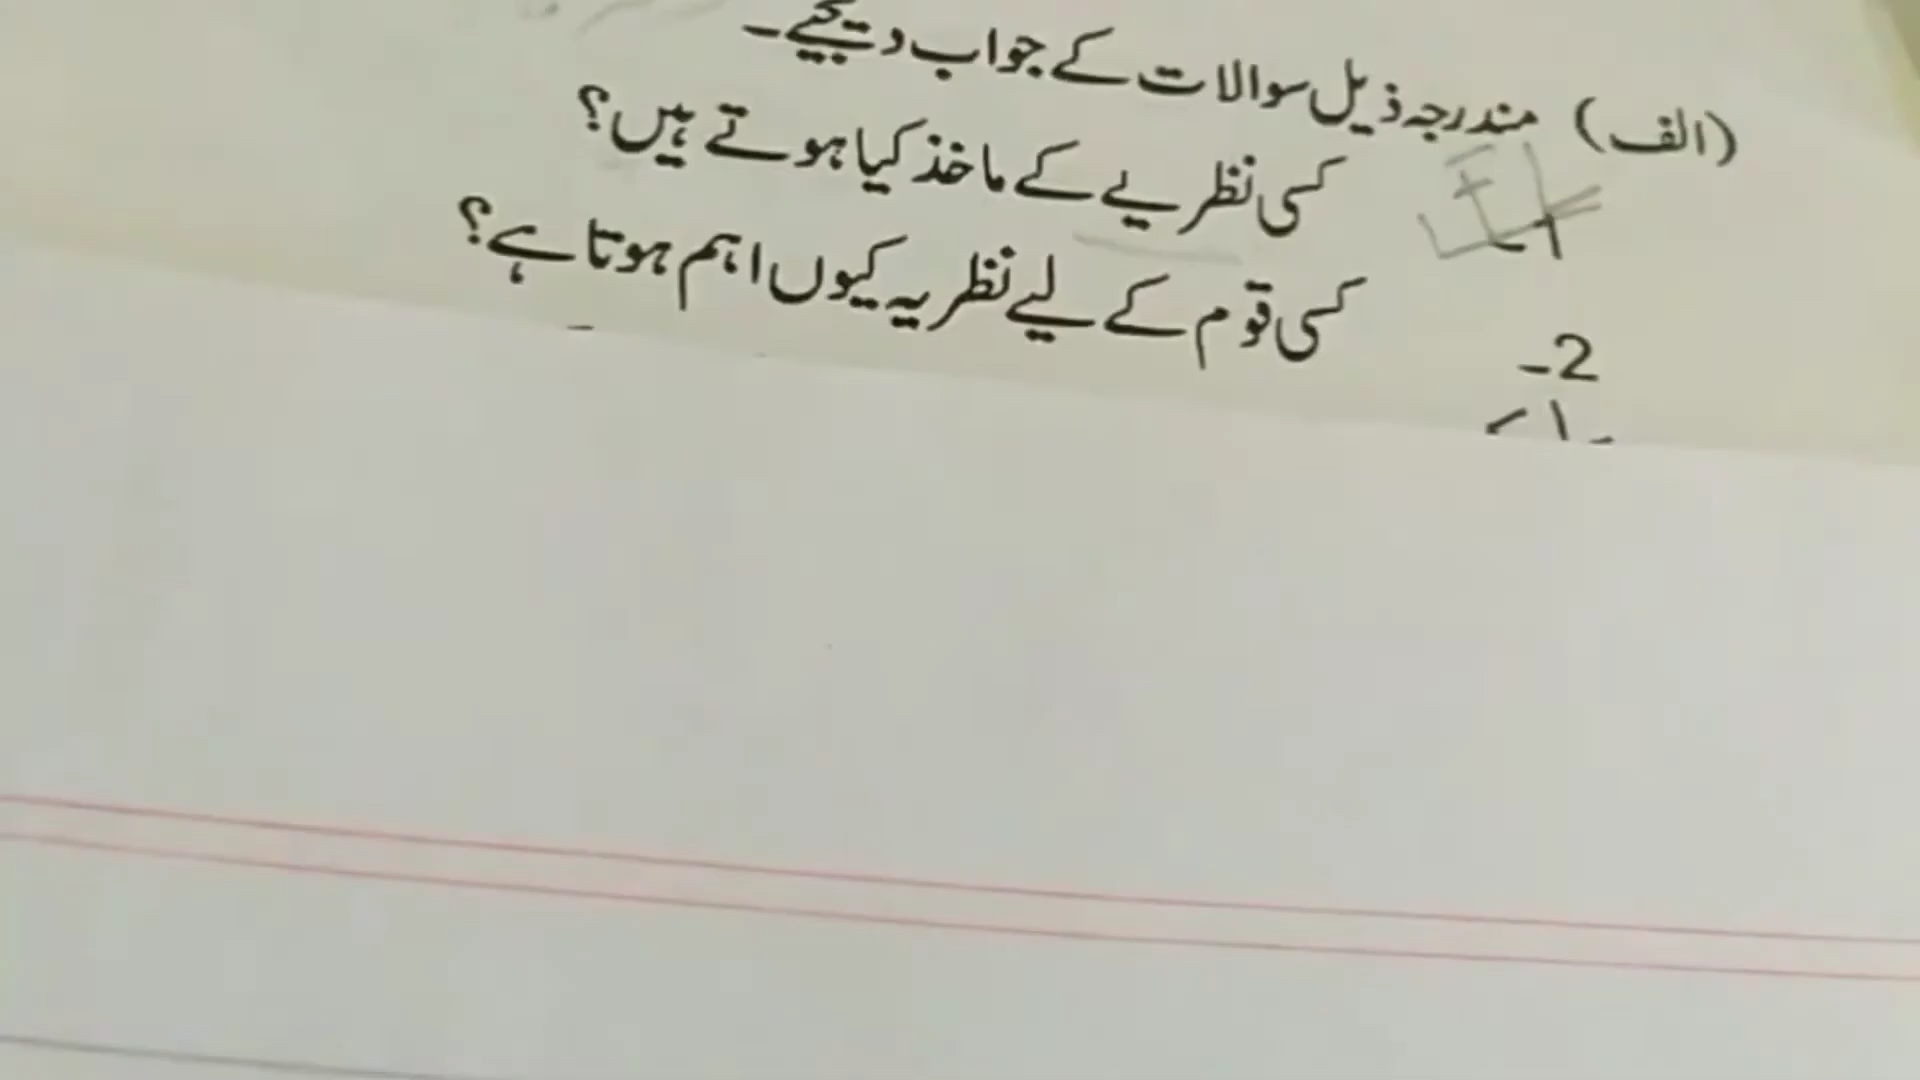 (الف) مندرجہ ذیل سوالات کے جواب دیجیے۔
1۔ کسی نظریے کے ماخذ کیا ہوتے ہیں؟
2۔ کسی قوم کے لیے نظریہ کیوں اہم ہوتا ہے؟